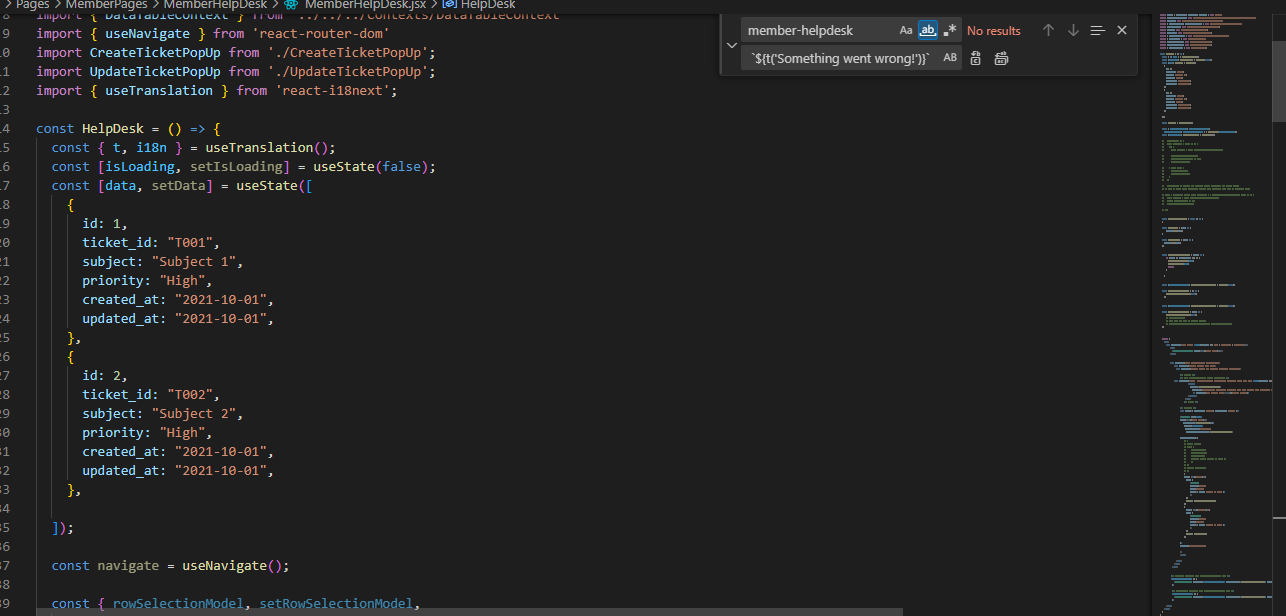 > Pages > MemberPages > MemberHelpDesk > MemberHelpDesk.jsx > HelpDesk
8 import { DataTableContext } from '../../../Contexts/DataTableContext'
9 import { useNavigate } from 'react-router-dom'
10 import CreateTicketPopUp from './CreateTicketPopUp';
11 import UpdateTicketPopUp from './UpdateTicketPopUp';
12 import { useTranslation } from 'react-i18next';
13
14 const HelpDesk = () => {
15 const { t, i18n } = useTranslation();
16 const [isLoading, setIsLoading] = useState(false);
17 const [data, setData] = useState([
18 {
19 id: 1,
20 ticket_id: "T001",
21 subject: "Subject 1",
22 priority: "High",
23 created_at: "2021-10-01",
24 updated_at: "2021-10-01",
25 },
26 {
27 id: 2,
28 ticket_id: "T002",
29 subject: "Subject 2",
30 priority: "High",
31 created_at: "2021-10-01",
32 updated_at: "2021-10-01",
33 },
34
35 ]);
36
37 const navigate = useNavigate();
38
39 const { rowSelectionModel, setRowSelectionModel,
member-helpdesk Aa ab .* No results
`${t('Something went wrong!')}` AB